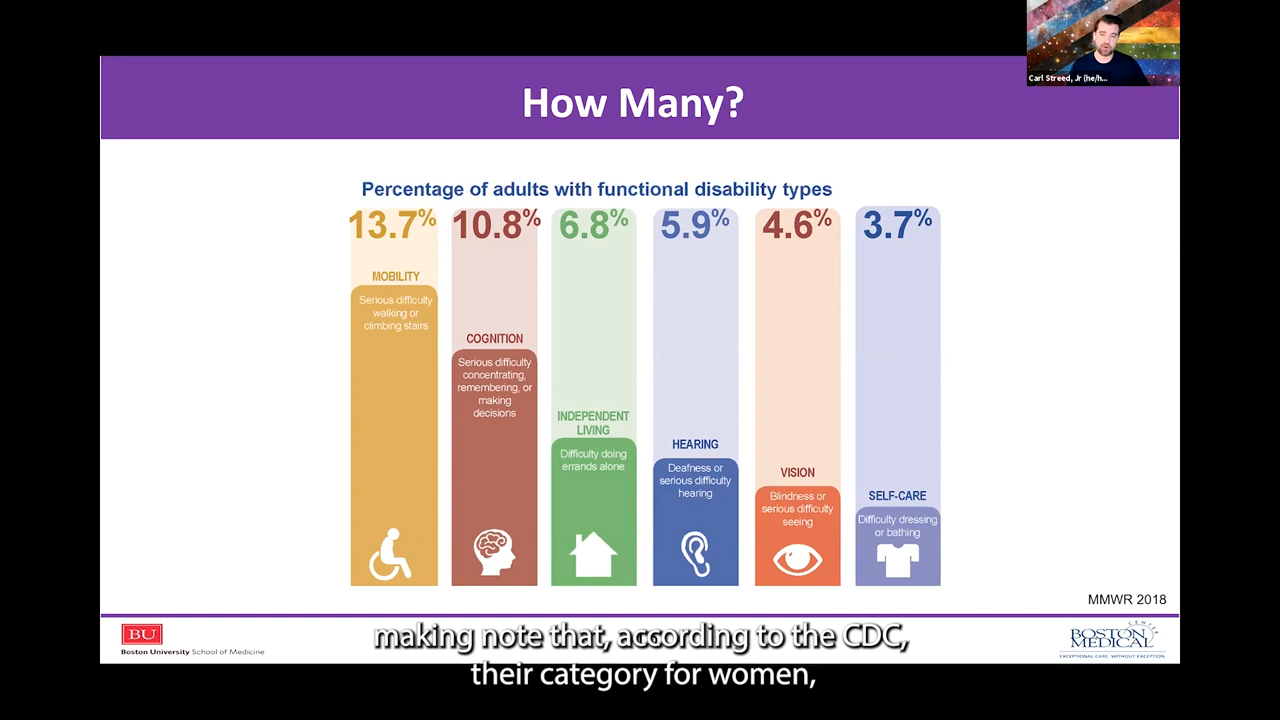 Carl Streed, Jr (he/h...
How Many?
Percentage of adults with functional disability types
13.7%
MOBILITY
Serious difficulty
walking or
climbing stairs
10.8%
COGNITION
Serious difficulty
concentrating,
remembering, or
making
decisions
6.8%
INDEPENDENT
LIVING
Difficulty doing
errands alone
5.9%
HEARING
Deafness or
serious difficulty
hearing
4.6%
VISION
Blindness or
serious difficulty
seeing
3.7%
SELF-CARE
Difficulty dressing
or bathing
MMWR 2018
BU
Boston University School of Medicine
BOSTON
MEDICAL
CENTER
EXCEPTIONAL CARE. WITHOUT EXCEPTION.
making note that, according to the CDC,
their category for women,